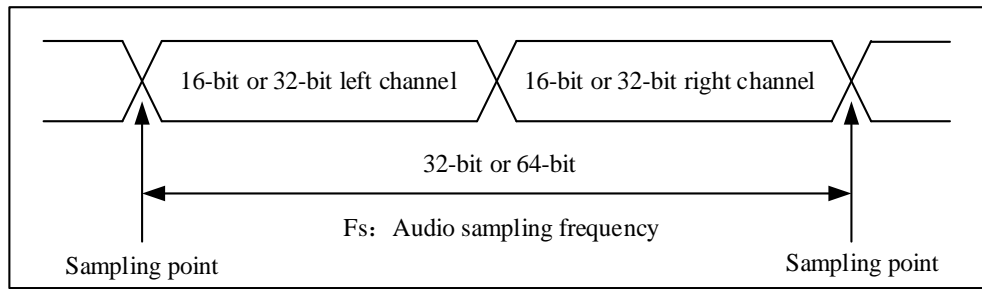 16-bit or 32-bit left channel 16-bit or 32-bit right channel
32-bit or 64-bit
Fs：Audio sampling frequency
Sampling point Sampling point